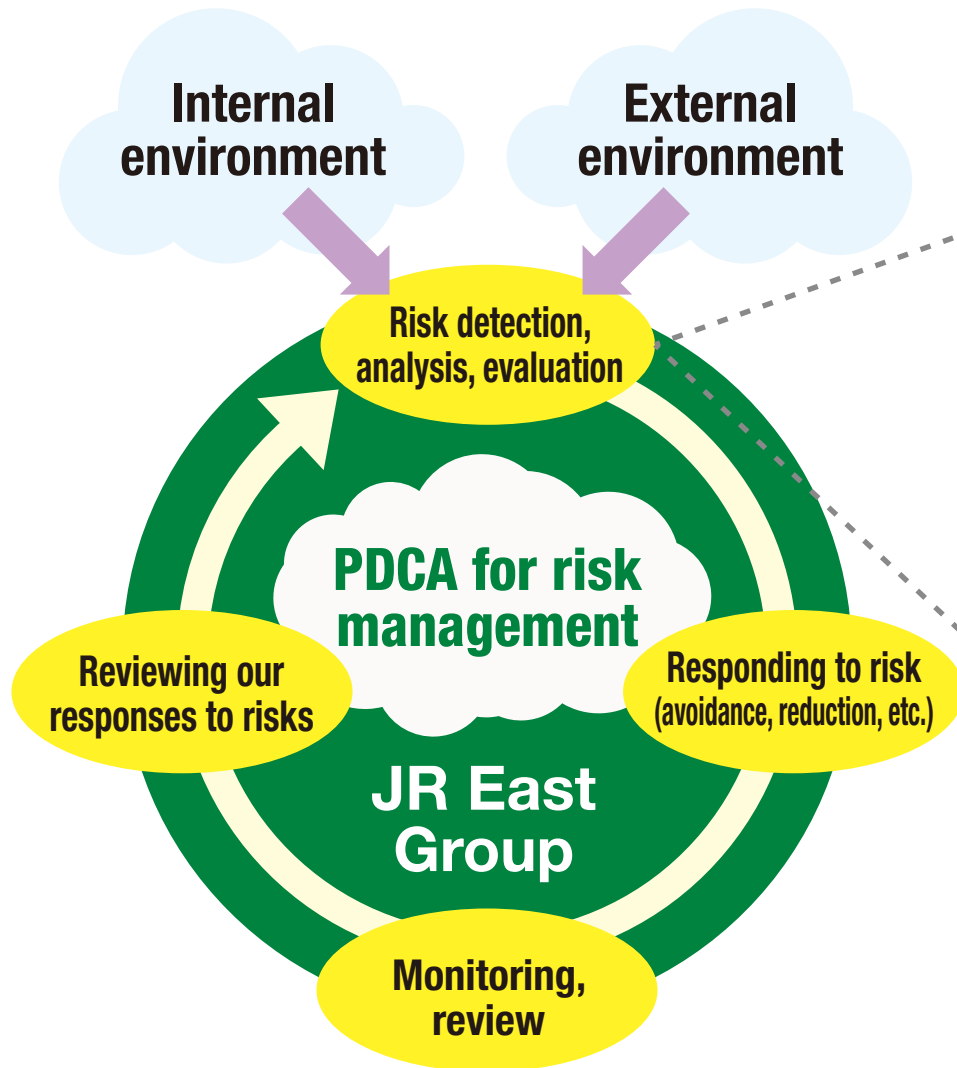 Internal
environment
External
environment
Risk detection,
analysis, evaluation
PDCA for risk
management
Reviewing our
responses to risks
Responding to risk
(avoidance, reduction, etc.)
JR East
Group
Monitoring,
review